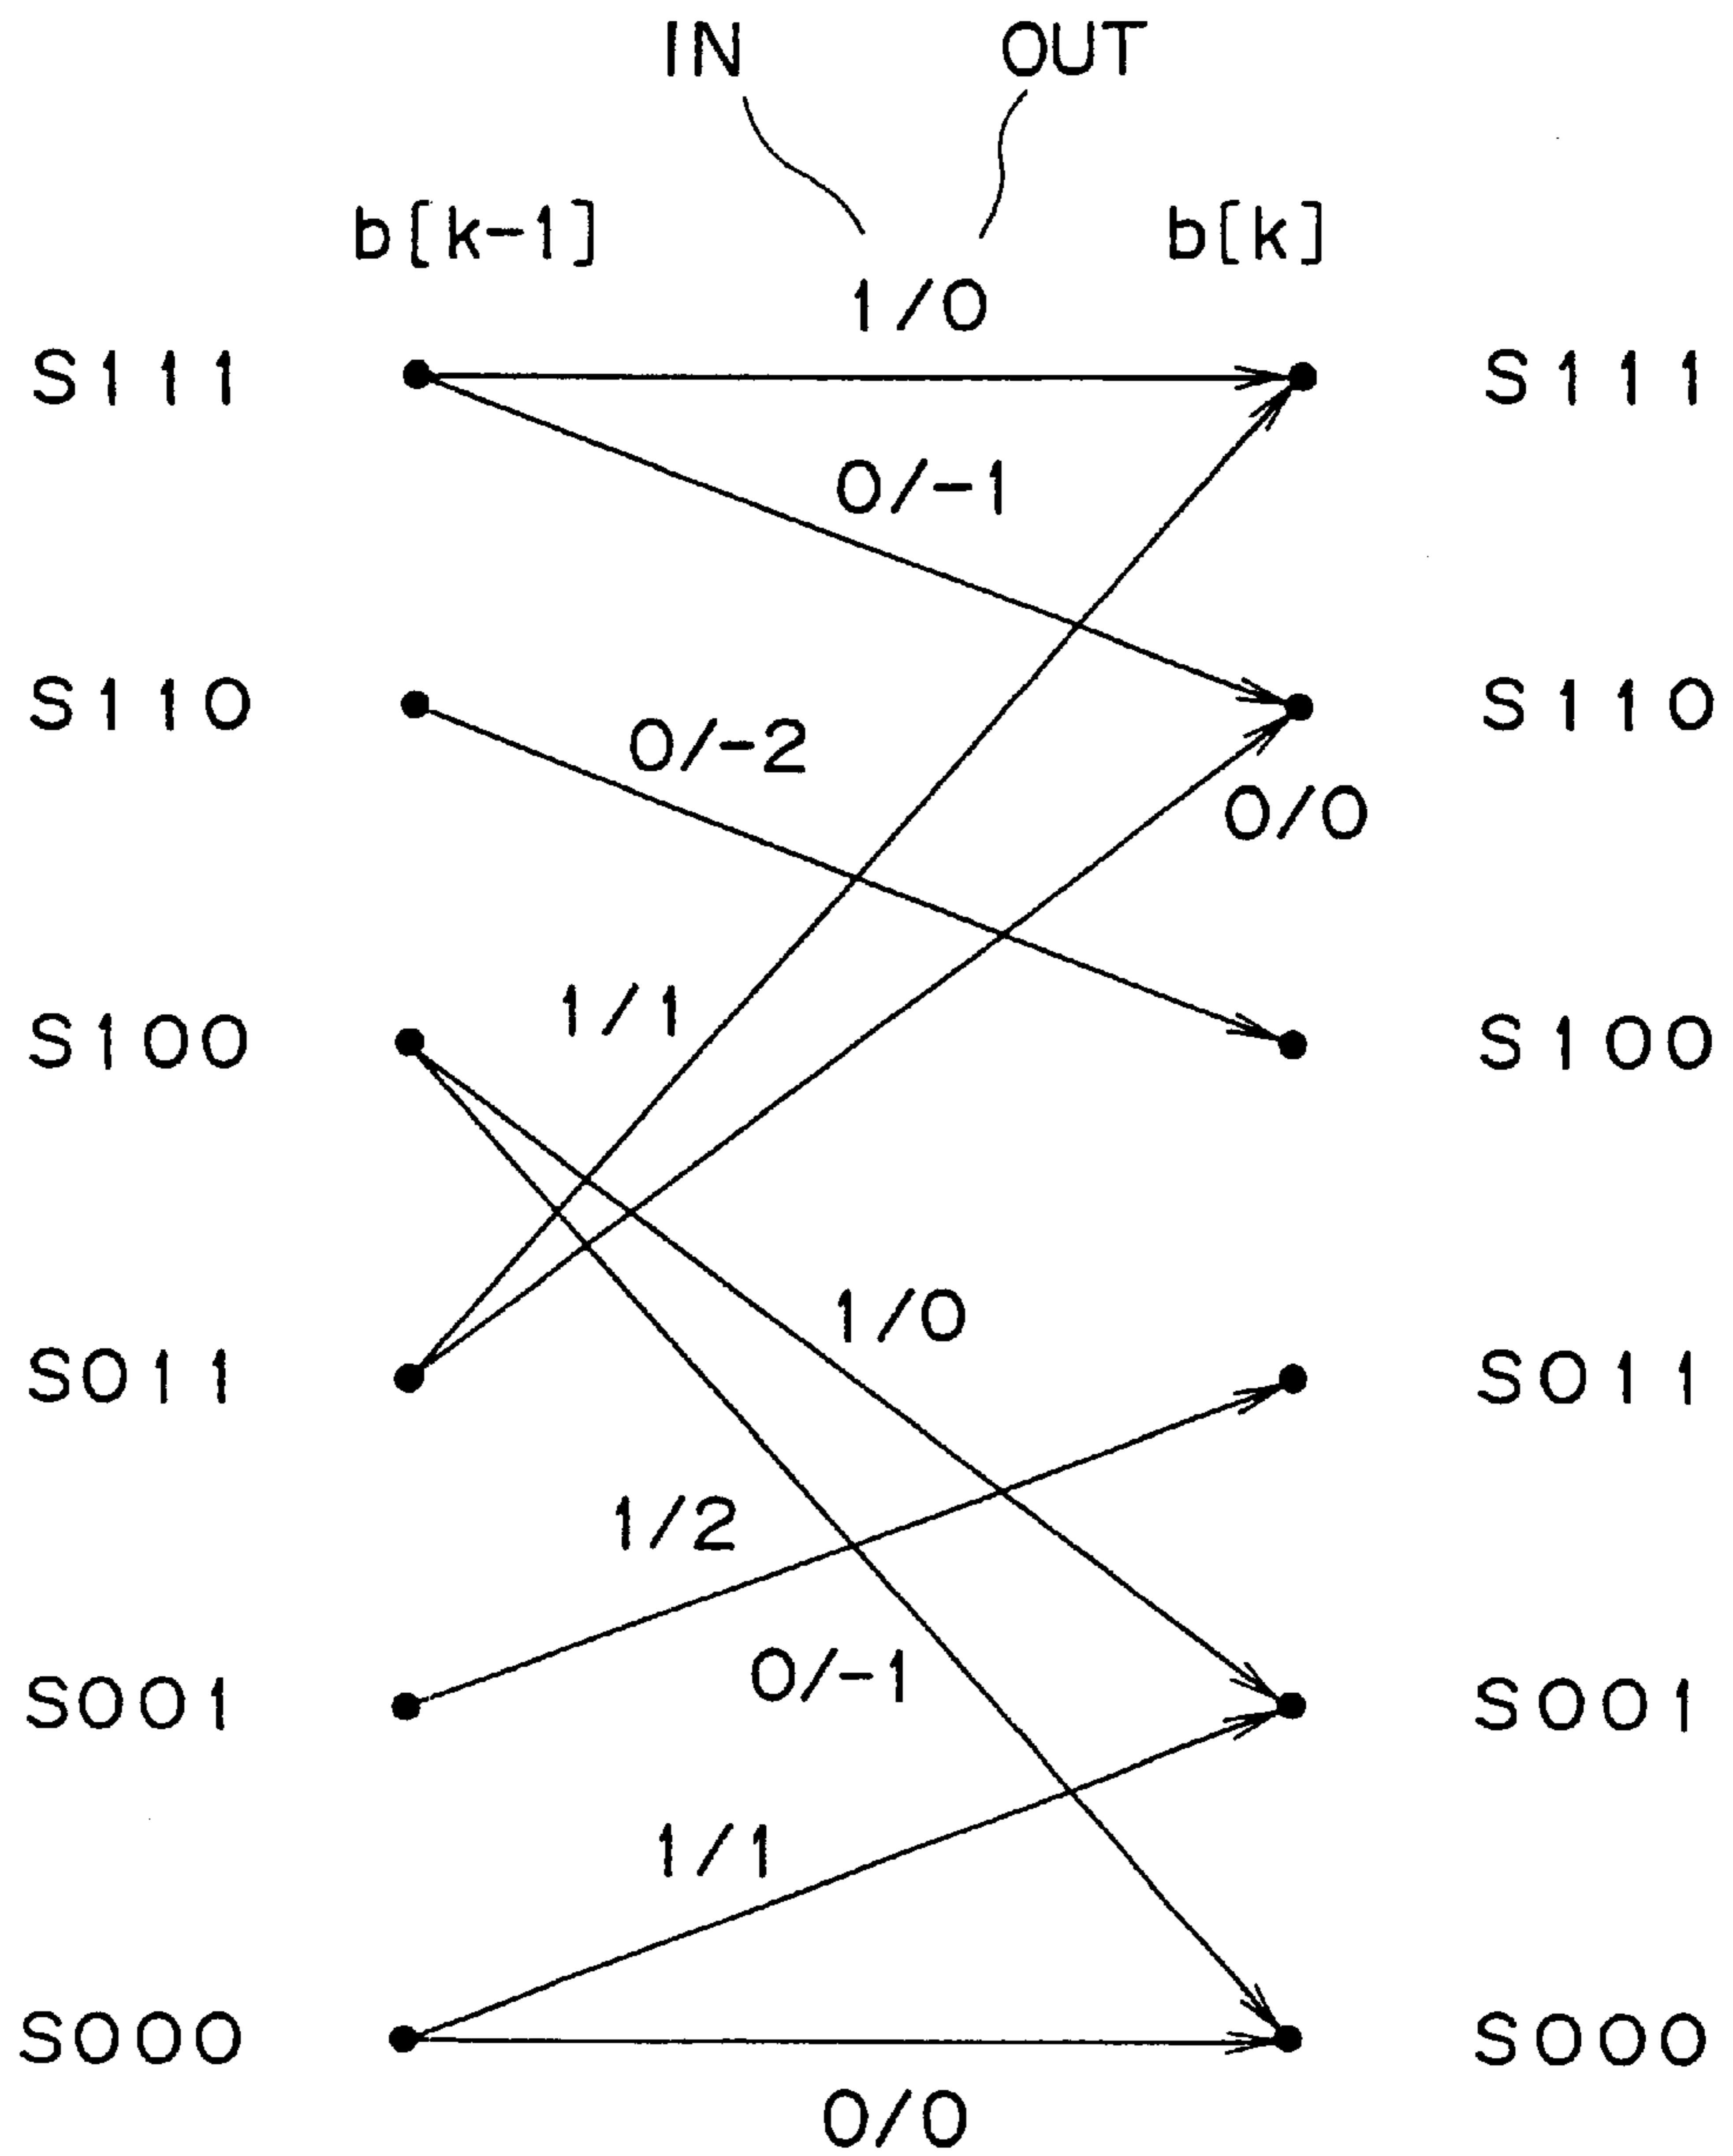 IN OUT
b[k-1] b[k]
1/0
S111 S111
0/-1
S110 S110
0/-2
0/0
1/1
S100 S100
1/0
S011 S011
1/2
0/-1
S001 S001
1/1
S000 S000
0/0